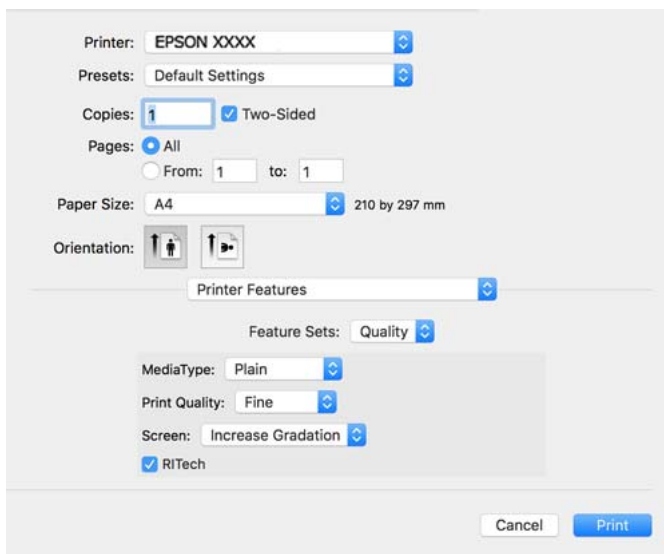 Printer: EPSON XXXX
Presets: Default Settings
Copies: 1 Two-Sided
Pages: All
From: 1 to: 1
Paper Size: A4 210 by 297 mm
Orientation:
Printer Features
Feature Sets: Quality
MediaType: Plain
Print Quality: Fine
Screen: Increase Gradation
RITech
Cancel Print